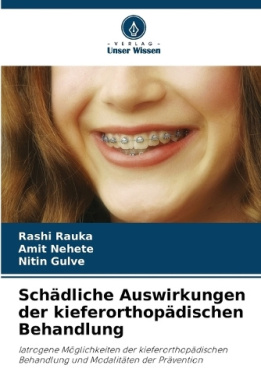 - VERLAG -
Unser Wissen
Rashi Rauka
Amit Nehete
Nitin Gulve
Schädliche Auswirkungen
der kieferorthopädischen
Behandlung
Iatrogene Möglichkeiten der kieferorthopädischen
Behandlung und Modalitäten der Prävention